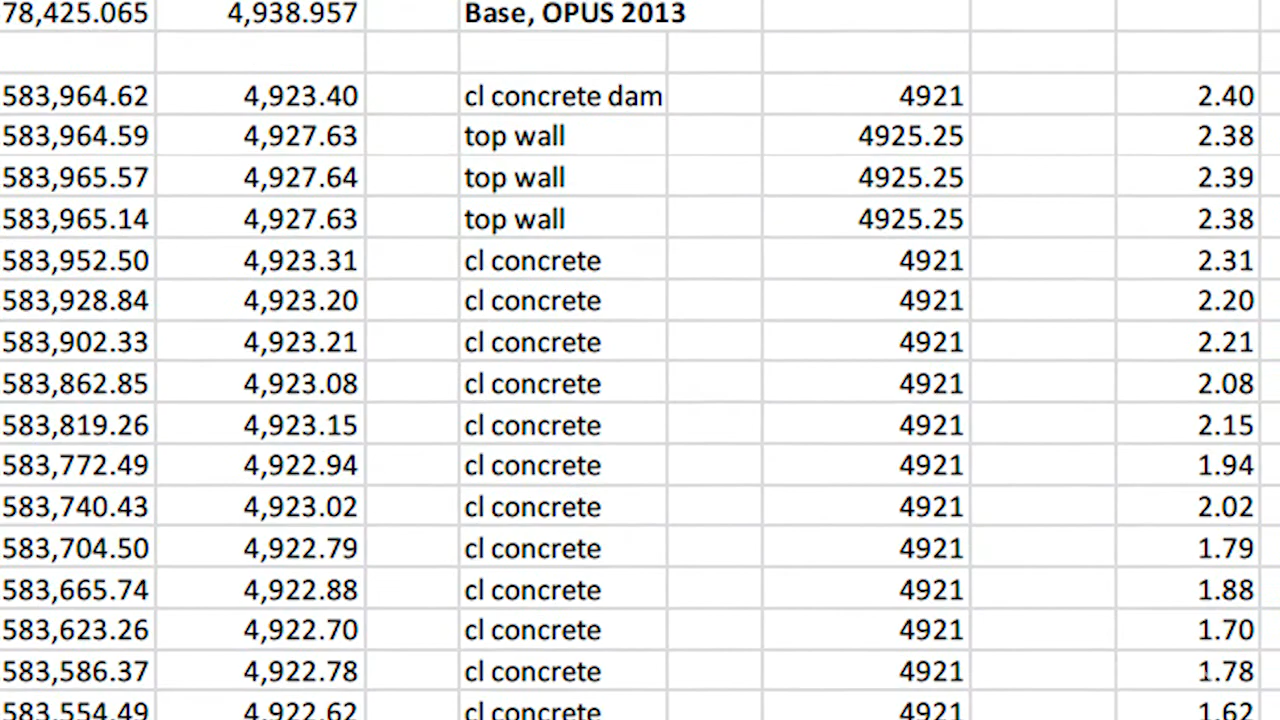 78,425.065 4,938.957 Base, OPUS 2013
583,964.62 4,923.40 cl concrete dam 4921 2.40
583,964.59 4,927.63 top wall 4925.25 2.38
583,965.57 4,927.64 top wall 4925.25 2.39
583,965.14 4,927.63 top wall 4925.25 2.38
583,952.50 4,923.31 cl concrete 4921 2.31
583,928.84 4,923.20 cl concrete 4921 2.20
583,902.33 4,923.21 cl concrete 4921 2.21
583,862.85 4,923.08 cl concrete 4921 2.08
583,819.26 4,923.15 cl concrete 4921 2.15
583,772.49 4,922.94 cl concrete 4921 1.94
583,740.43 4,923.02 cl concrete 4921 2.02
583,704.50 4,922.79 cl concrete 4921 1.79
583,665.74 4,922.88 cl concrete 4921 1.88
583,623.26 4,922.70 cl concrete 4921 1.70
583,586.37 4,922.78 cl concrete 4921 1.78
583,554.49 4,922.62 cl concrete 4921 1.62